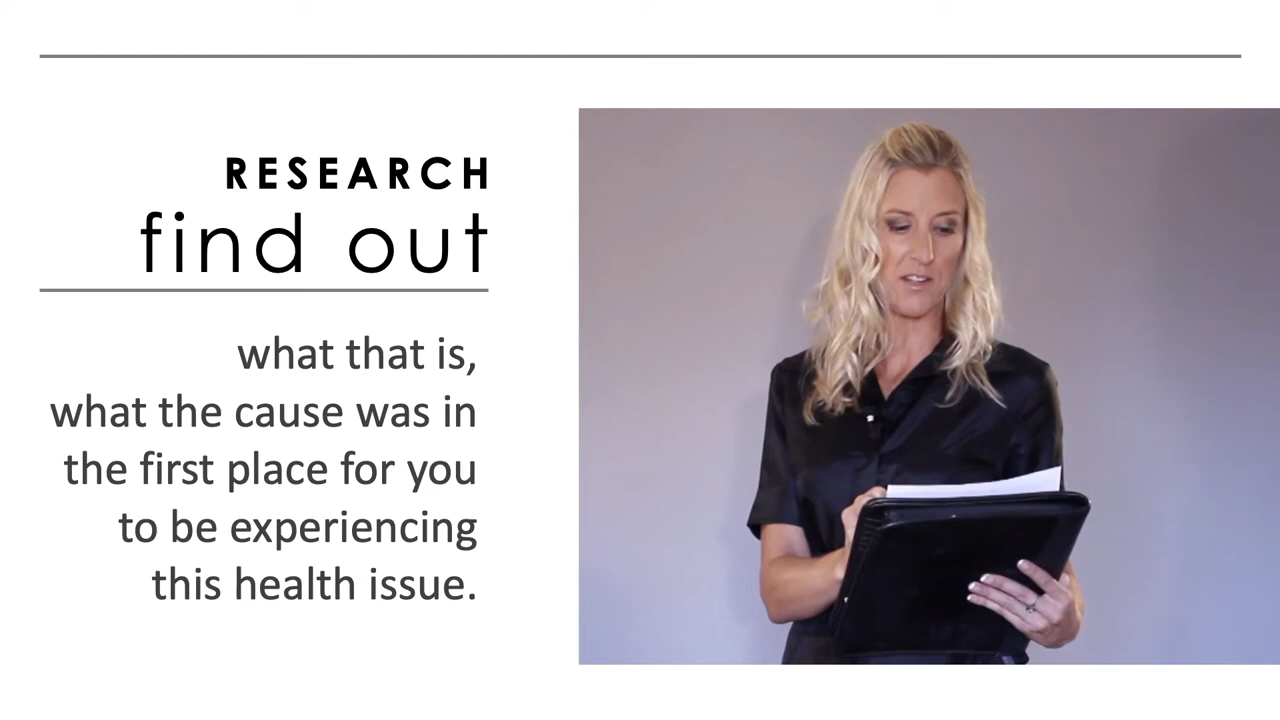 RESEARCH
find out
what that is,
what the cause was in
the first place for you
to be experiencing
this health issue.